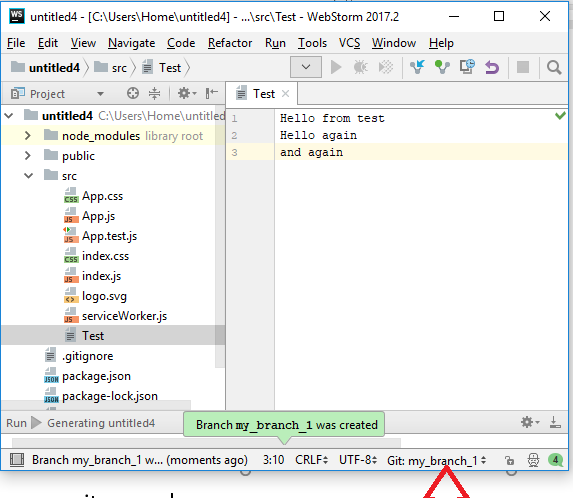 WS untitled4 - [C:\Users\Home\untitled4] - ...\src\Test - WebStorm 2017.2
File Edit View Navigate Code Refactor Run Tools VCS Window Help
untitled4 src Test
Project
Test
untitled4 C:\Users\Home\untitled
node_modules library root
public
src
App.css
App.js
App.test.js
index.css
index.js
logo.svg
serviceWorker.js
Test
.gitignore
package.json
package-lock.json
1 Hello from test
2 Hello again
3 and again
Run Generating untitled4
Branch my_branch_1 was created
Branch my_branch_1 w... (moments ago) 3:10 CRLF UTF-8 Git: my_branch_1 4